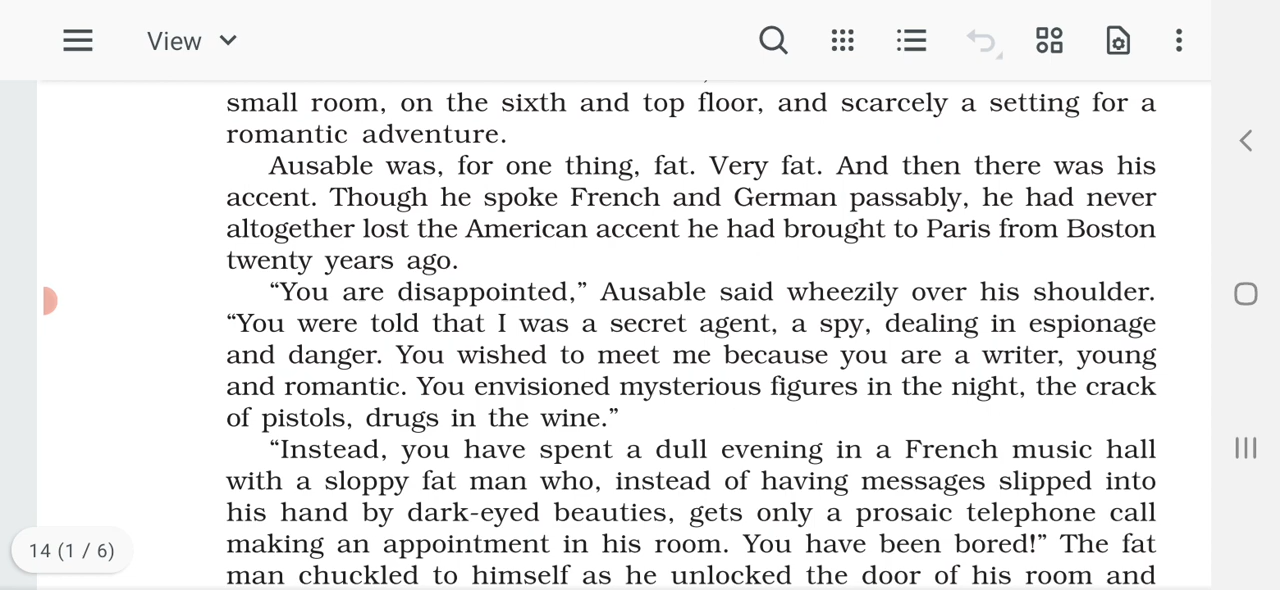 View
small room, on the sixth and top floor, and scarcely a setting for a
romantic adventure.
Ausable was, for one thing, fat. Very fat. And then there was his
accent. Though he spoke French and German passably, he had never
altogether lost the American accent he had brought to Paris from Boston
twenty years ago.
“You are disappointed,” Ausable said wheezily over his shoulder.
“You were told that I was a secret agent, a spy, dealing in espionage
and danger. You wished to meet me because you are a writer, young
and romantic. You envisioned mysterious figures in the night, the crack
of pistols, drugs in the wine.”
“Instead, you have spent a dull evening in a French music hall
with a sloppy fat man who, instead of having messages slipped into
his hand by dark-eyed beauties, gets only a prosaic telephone call
making an appointment in his room. You have been bored!” The fat
man chuckled to himself as he unlocked the door of his room and
14 (1 / 6)